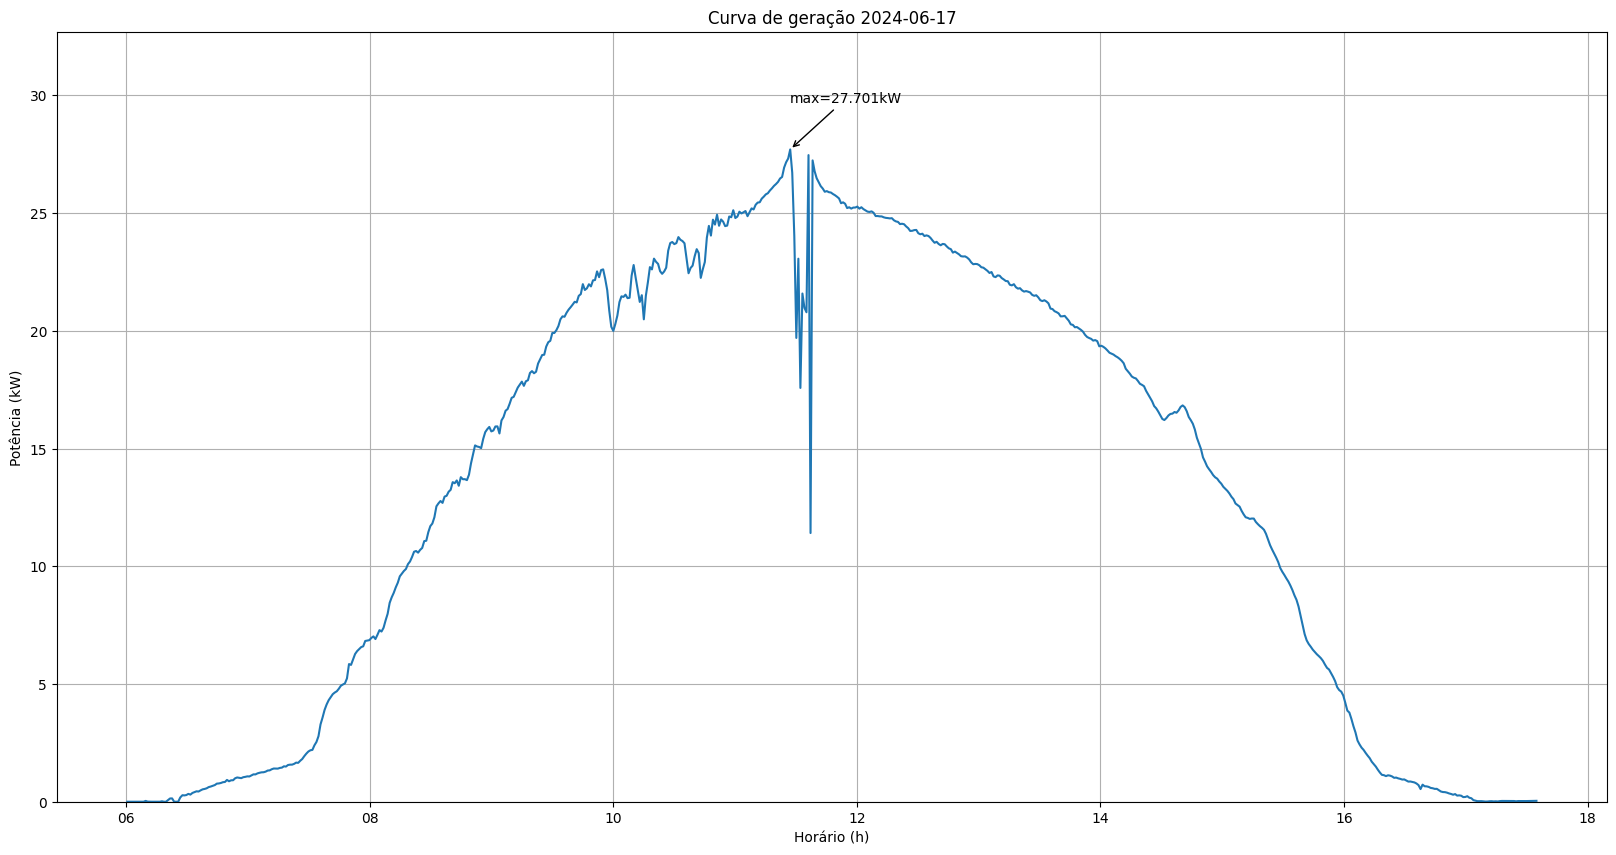 Curva de geração 2024-06-17
max=27.701kW
30
25
20
15
10
5
0
Potência (kW)
06 08 10 12 14 16 18
Horário (h)